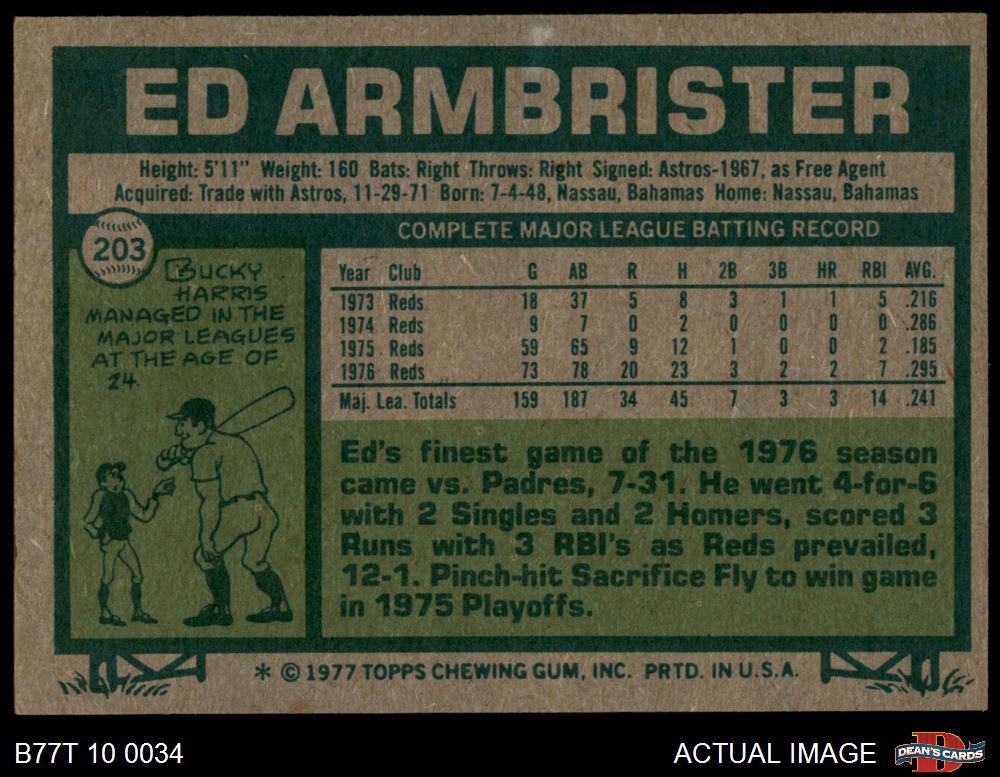 ED ARMBRISTER
Height: 5'11" Weight: 160 Bats: Right Throws: Right Signed: Astros-1967, as Free Agent
Acquired: Trade with Astros, 11-29-71 Born: 7-4-48, Nassau, Bahamas Home: Nassau, Bahamas
203
BUCKY
HARRIS
MANAGED IN THE
MAJOR LEAGUES
AT THE AGE OF
24.
COMPLETE MAJOR LEAGUE BATTING RECORD
Year Club G AB R H 2B 3B HR RBI AVG.
1973 Reds 18 37 5 8 3 1 1 5 .216
1974 Reds 9 7 0 2 0 0 0 0 .286
1975 Reds 59 65 9 12 1 0 0 2 .185
1976 Reds 73 78 20 23 3 2 2 7 .295
Maj. Lea. Totals 159 187 34 45 7 3 3 14 .241
Ed's finest game of the 1976 season
came vs. Padres, 7-31. He went 4-for-6
with 2 Singles and 2 Homers, scored 3
Runs with 3 RBI's as Reds prevailed,
12-1. Pinch-hit Sacrifice Fly to win game
in 1975 Playoffs.
* © 1977 TOPPS CHEWING GUM, INC. PRTD. IN U.S.A.
B77T 10 0034
ACTUAL IMAGE
D
DEAN'S CARDS